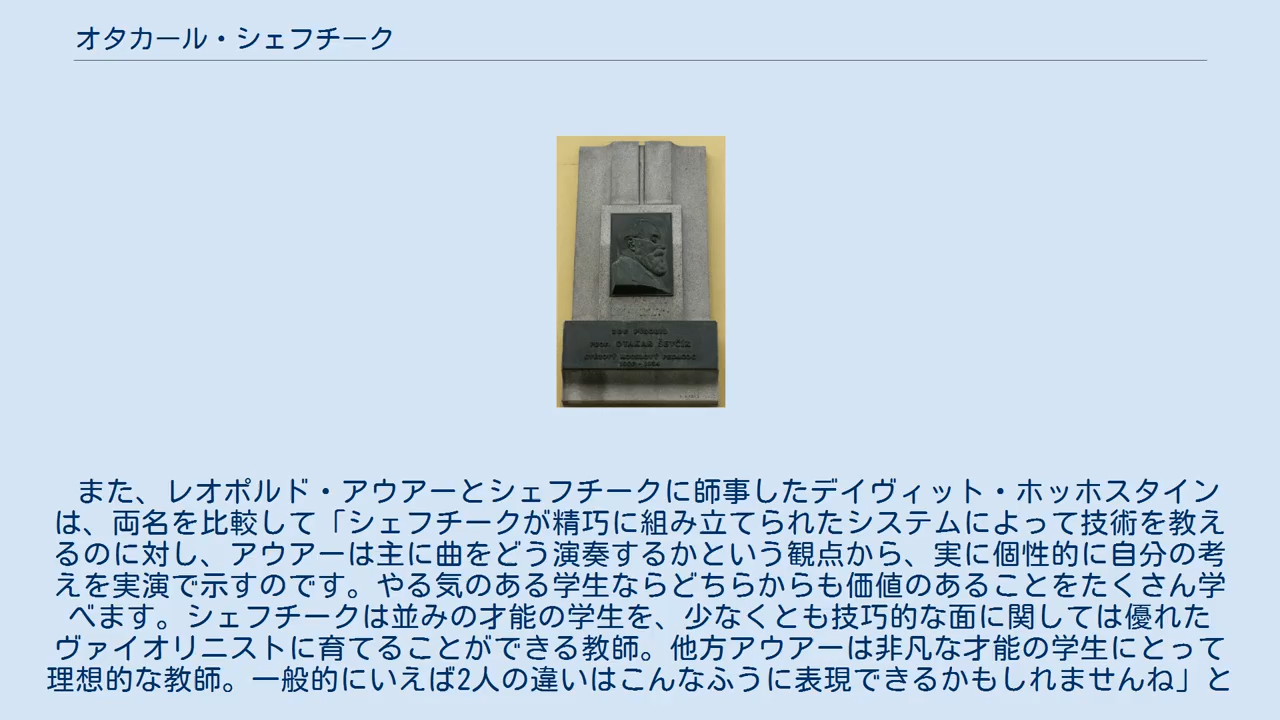 オタカール・シェフチーク
PROF. OTAKAR ŠEVČÍK
また、レオポルド・アウアーとシェフチークに師事したデイヴィット・ホッホスタイン
は、両名を比較して「シェフチークが精巧に組み立てられたシステムによって技術を教え
るのに対し、アウアーは主に曲をどう演奏するかという観点から、実に個性的に自分の考
えを実演で示すのです。やる気のある学生ならどちらからも価値のあることをたくさん学
べます。シェフチークは並みの才能の学生を、少なくとも技巧的な面に関しては優れた
ヴァイオリニストに育てることができる教師。他方アウアーは非凡な才能の学生にとって
理想的な教師。一般的にいえば2人の違いはこんなふうに表現できるかもしれませんね」と